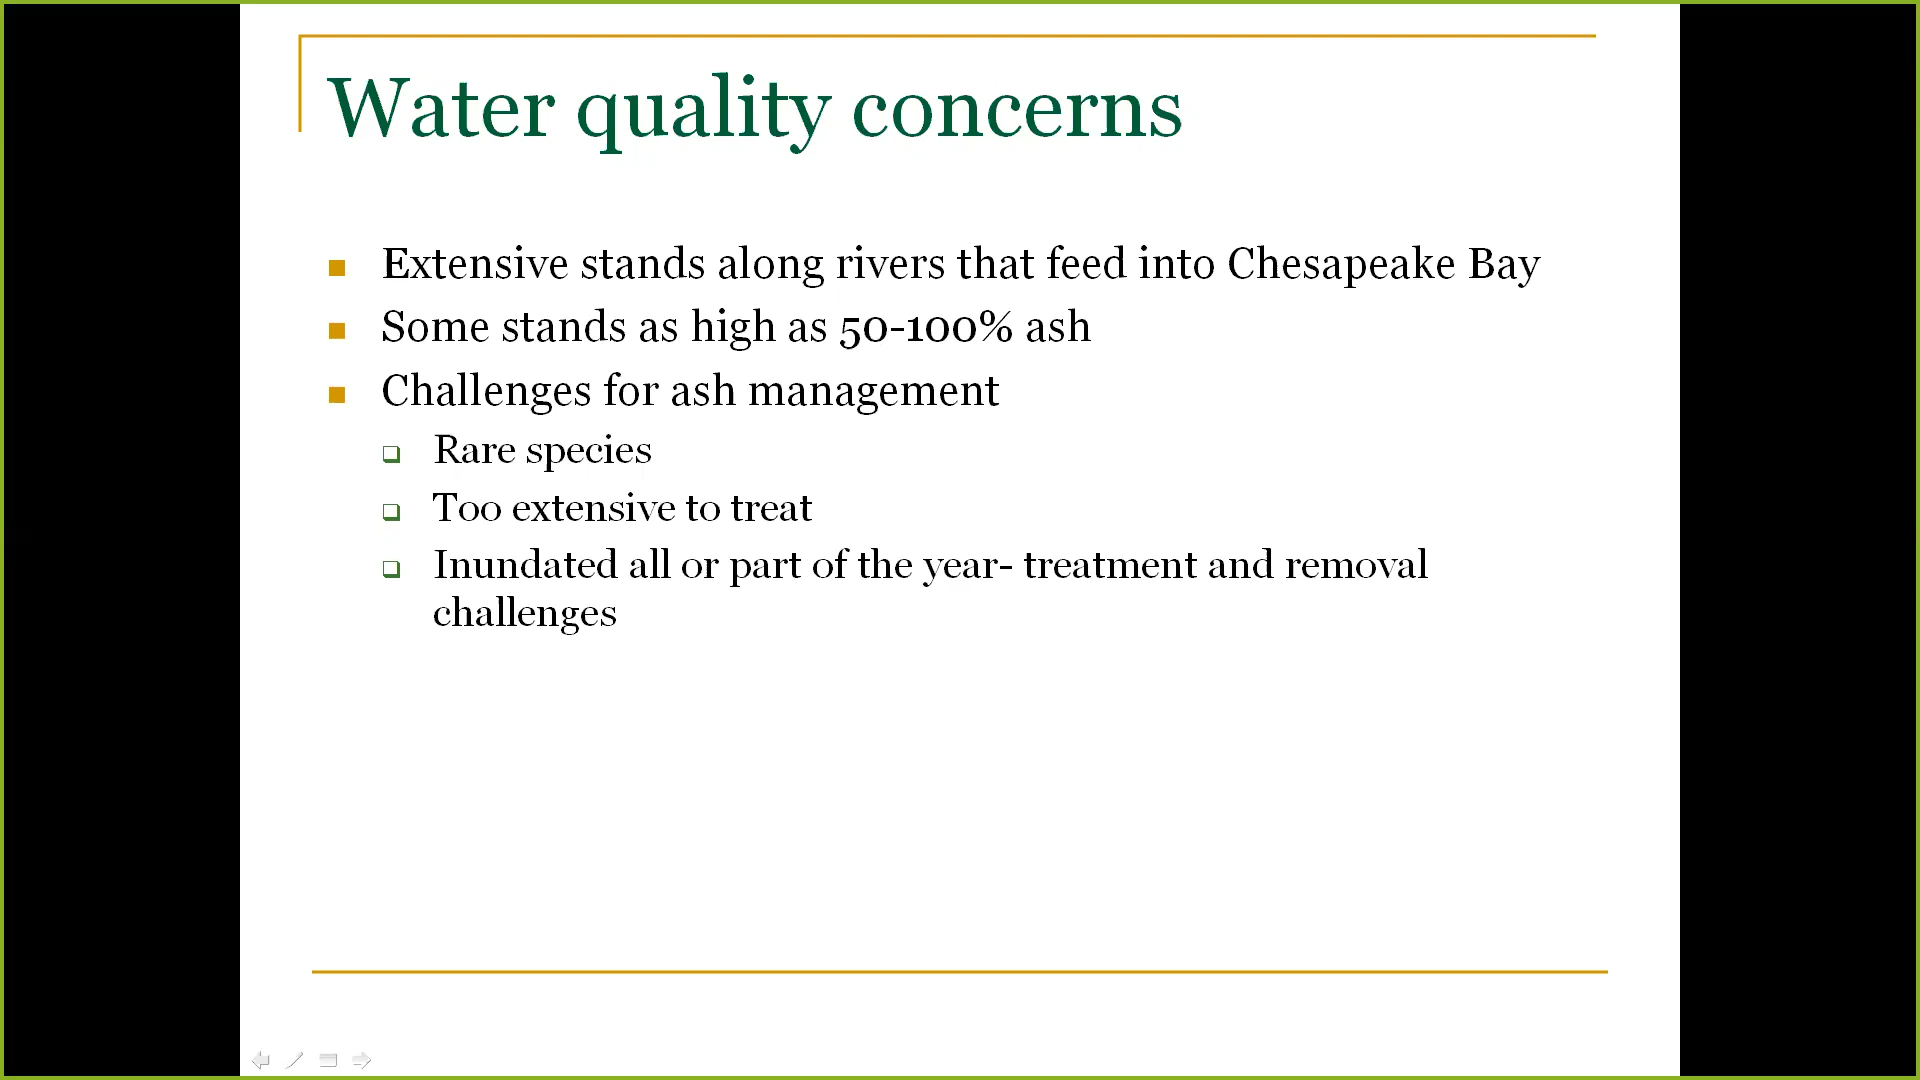 Water quality concerns
Extensive stands along rivers that feed into Chesapeake Bay
Some stands as high as 50-100% ash
Challenges for ash management
Rare species
Too extensive to treat
Inundated all or part of the year- treatment and removal
challenges